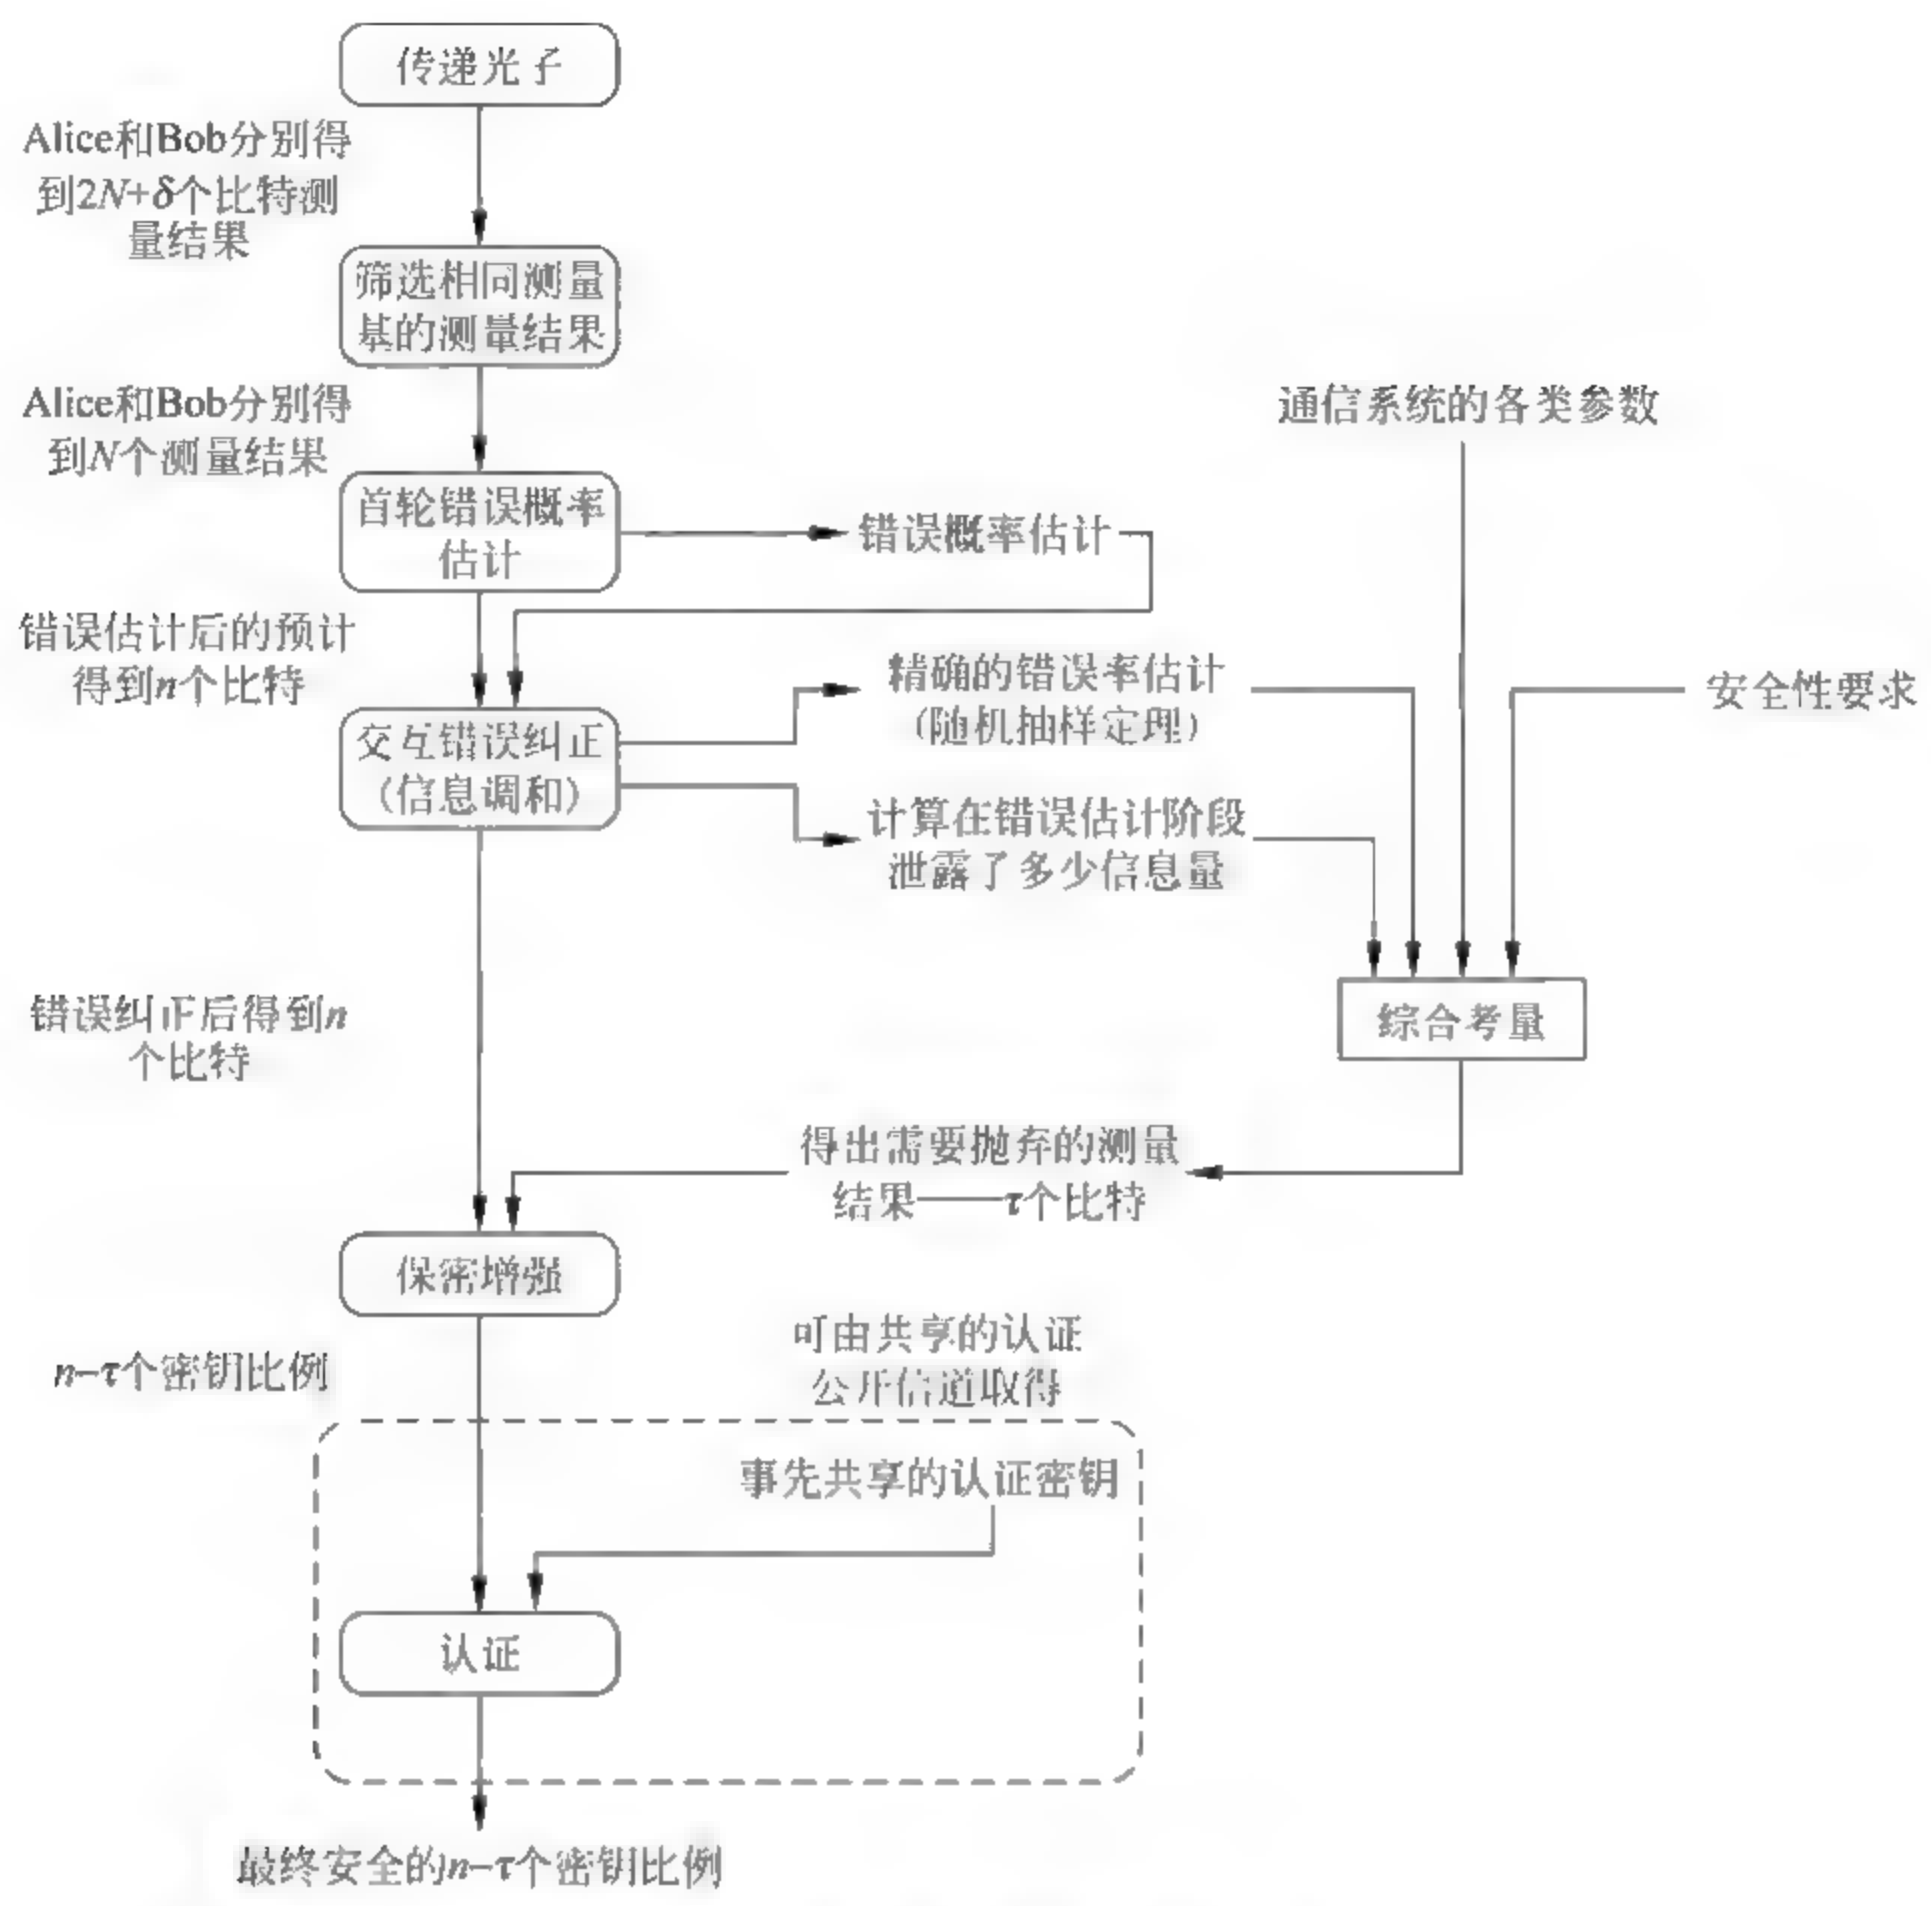 传递光子
Alice和Bob分别得
到2N+δ个比特测
量结果
筛选相同测量
基的测量结果
Alice和Bob分别得
到N个测量结果
通信系统的各类参数
首轮错误概率
估计
错误概率估计
错误估计后的预计
得到n个比特
精确的错误率估计
(随机抽样定理)
安全性要求
交互错误纠正
(信息调和)
计算在错误估计阶段
泄露了多少信息量
错误纠正后得到n
个比特
综合考量
得出需要抛弃的测量
结果——τ个比特
保密增强
可由共享的认证
公开信道取得
n-τ个密钥比例
事先共享的认证密钥
认证
最终安全的n-τ个密钥比例